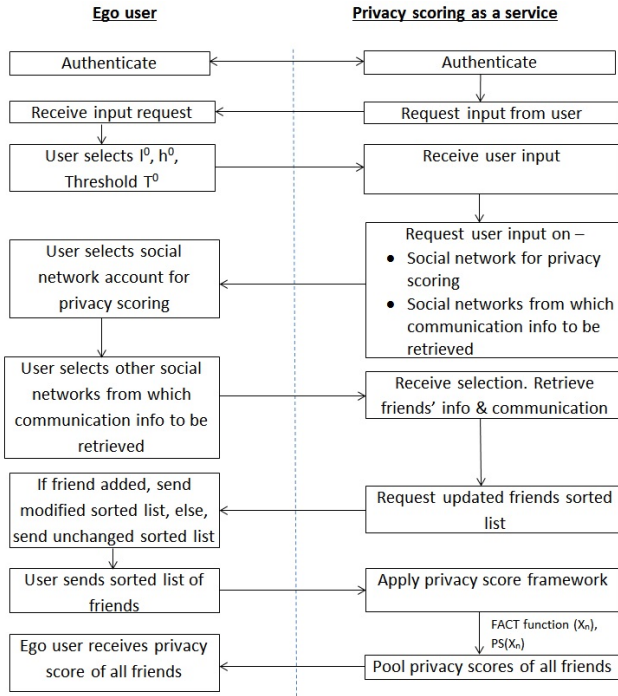 Ego user
Privacy scoring as a service
Authenticate
Authenticate
Receive input request
Request input from user
User selects I⁰, h⁰,
Threshold T⁰
Receive user input
Request user input on –
• Social network for privacy
scoring
• Social networks from which
communication info to be
retrieved
User selects social
network account for
privacy scoring
User selects other social
networks from which
communication info to be
retrieved
Receive selection. Retrieve
friends’ info & communication
If friend added, send
modified sorted list, else,
send unchanged sorted list
Request updated friends sorted
list
User sends sorted list of
friends
Apply privacy score framework
FACT function (Xₙ),
PS(Xₙ)
Ego user receives privacy
score of all friends
Pool privacy scores of all friends